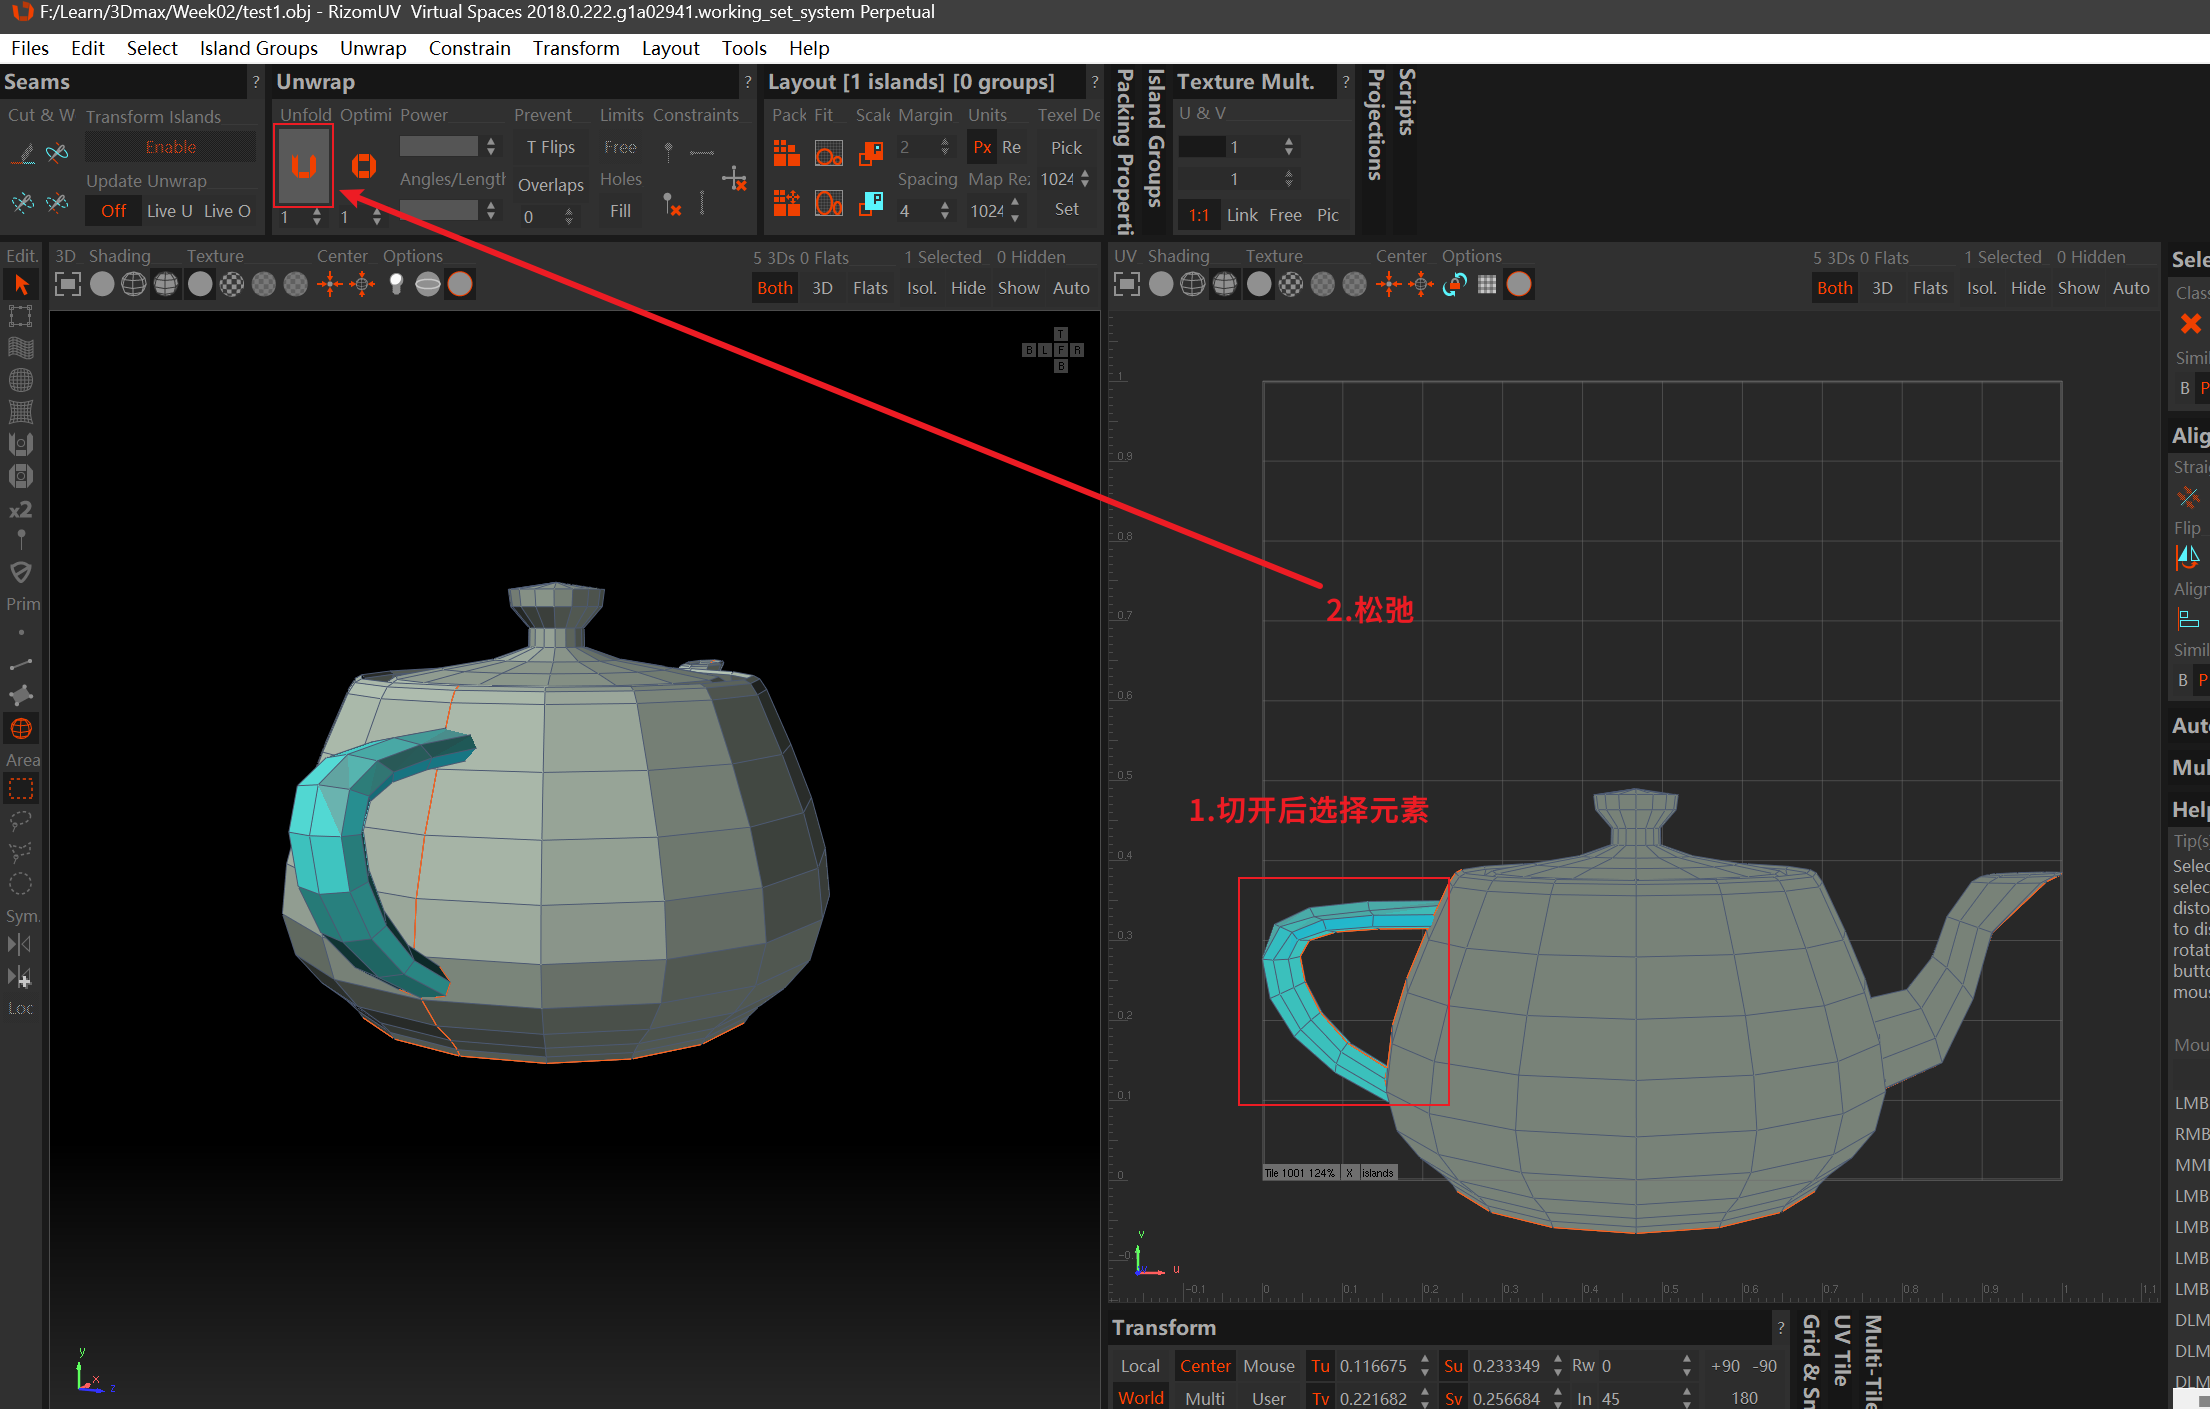 F:/Learn/3Dmax/Week02/test1.obj - RizomUV Virtual Spaces 2018.0.222.g1a02941.working_set_system Perpetual
Files Edit Select Island Groups Unwrap Constrain Transform Layout Tools Help
Seams ?
Cut & W Transform Islands
Enable
Update Unwrap
Off Live U Live O
Unwrap ?
Unfold Optimi Power Prevent Limits Constraints
T Flips Free
Angles/Length Overlaps Holes
1 1 0 Fill
Layout [1 islands] [0 groups] ?
Pack Fit Scale Margin Units Texel De
2 Px Re Pick
Spacing Map Rez 1024
4 1024 Set
Packing Properti
Island Groups
Texture Mult. ?
U & V
1
1
1:1 Link Free Pic
Projections
Scripts
Edit.
x2
Prim
Area
Sym.
Loc
3D Shading Texture Center Options
5 3Ds 0 Flats 1 Selected 0 Hidden
Both 3D Flats Isol. Hide Show Auto
T
B L F R
B
y
x
z
UV Shading Texture Center Options
5 3Ds 0 Flats 1 Selected 0 Hidden
Both 3D Flats Isol. Hide Show Auto
1
0.9
0.8
0.7
0.6
0.5
0.4
0.3
0.2
0.1
0
-0.
2.松弛
1.切开后选择元素
Tile 1001 124% X islands
v
u
-0.1 0 0.1 0.2 0.3 0.4 0.5 0.6 0.7 0.8 0.9 1 1.1
Transform ?
Local Center Mouse Tu 0.116675 Su 0.233349 Rw 0 +90 -90
World Multi User Tv 0.221682 Sv 0.256684 In 45 180
Grid & Sn
UV Tile
Multi-Tile
Sele
Clas
Simil
B P
Alig
Strai
Flip
Align
Simil
B P
Auto
Mul
Help
Tip(s
Selec
selec
disto
to dis
rotat
butto
mous
Mou
LMB
RMB
MMI
LMB
LMB
LMB
LMB
DLM
DLM
DLM